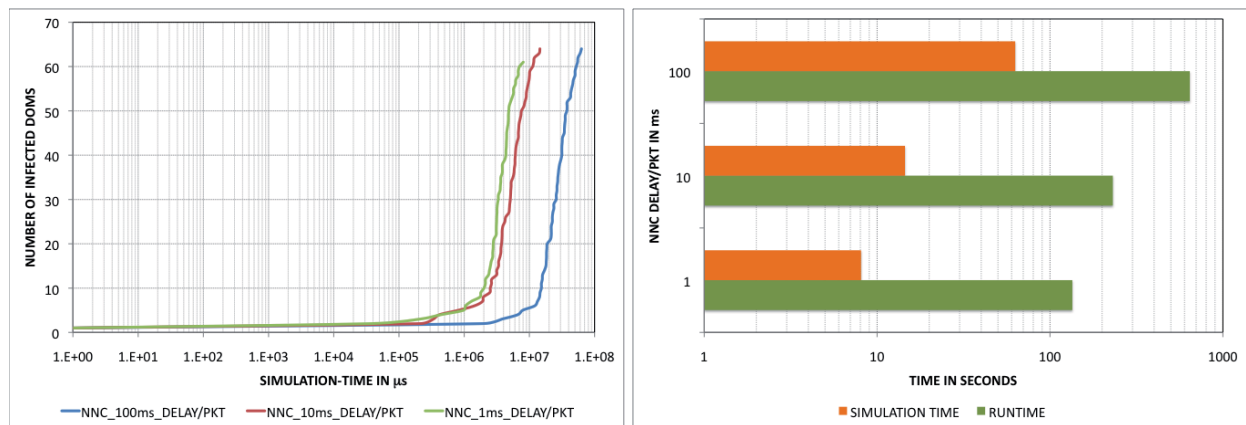 70
60
50
40
30
20
10
0
NUMBER OF INFECTED DOMS
1.E+00 1.E+01 1.E+02 1.E+03 1.E+04 1.E+05 1.E+06 1.E+07 1.E+08
SIMULATION-TIME IN µs
NNC_100ms_DELAY/PKT NNC_10ms_DELAY/PKT NNC_1ms_DELAY/PKT
NNC DELAY/PKT IN ms
100
10
1
1 10 100 1000
TIME IN SECONDS
SIMULATION TIME RUNTIME